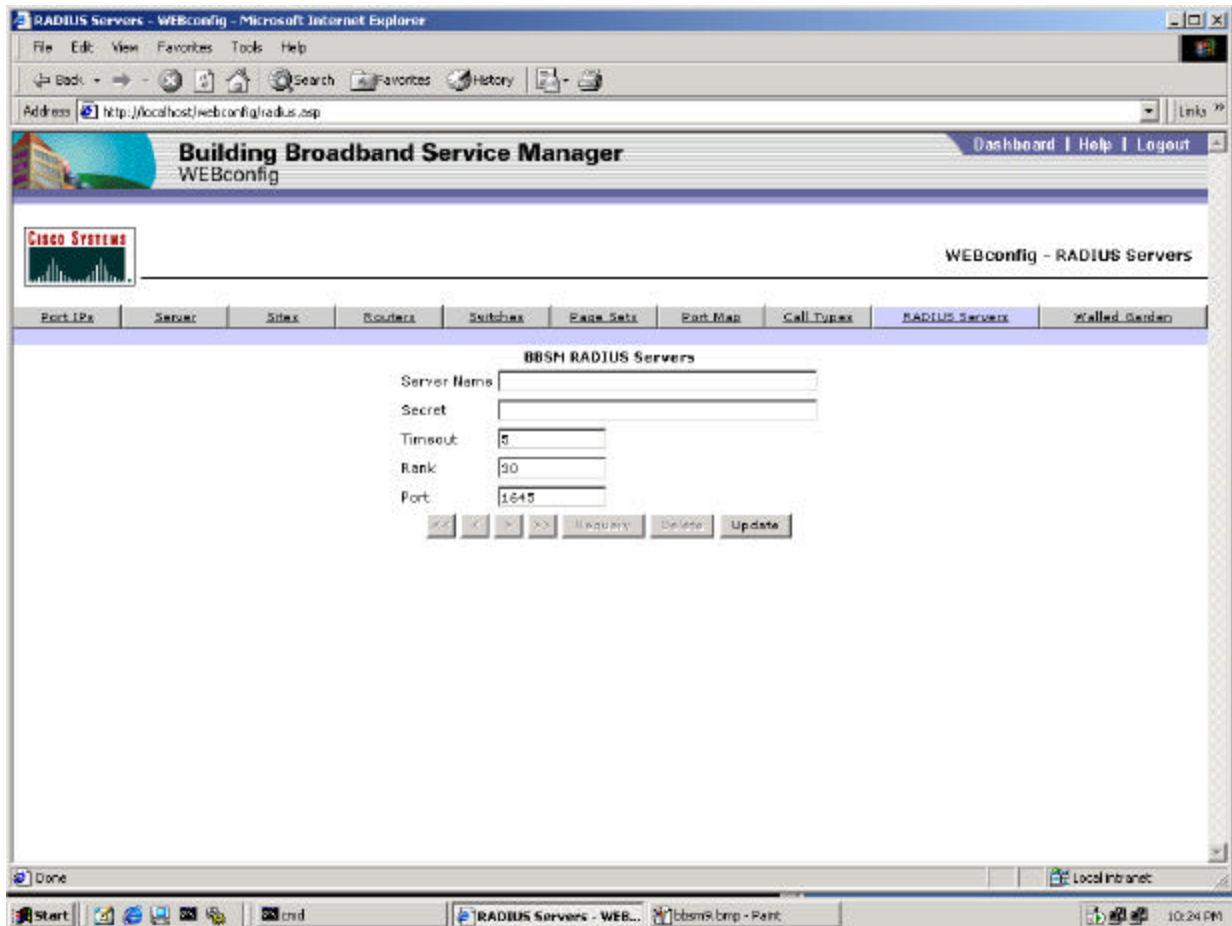 RADIUS Servers - WEBconfig - Microsoft Internet Explorer
File Edit View Favorites Tools Help
Back Search Favorites History
Address http://localhost/webconfig/radius.asp Links »
Building Broadband Service Manager
WEBconfig
Dashboard | Help | Logout
CISCO SYSTEMS
WEBconfig - RADIUS Servers
Port IPs Server Sites Routers Switches Page Sets Port Map Call Types RADIUS Servers Walled Garden
BBSM RADIUS Servers
Server Name
Secret
Timeout 5
Rank 90
Port 1645
<< < > >> Requery Delete Update
Done Local intranet
Start cmd RADIUS Servers - WEB... bbsm9.bmp - Paint 10:24 PM